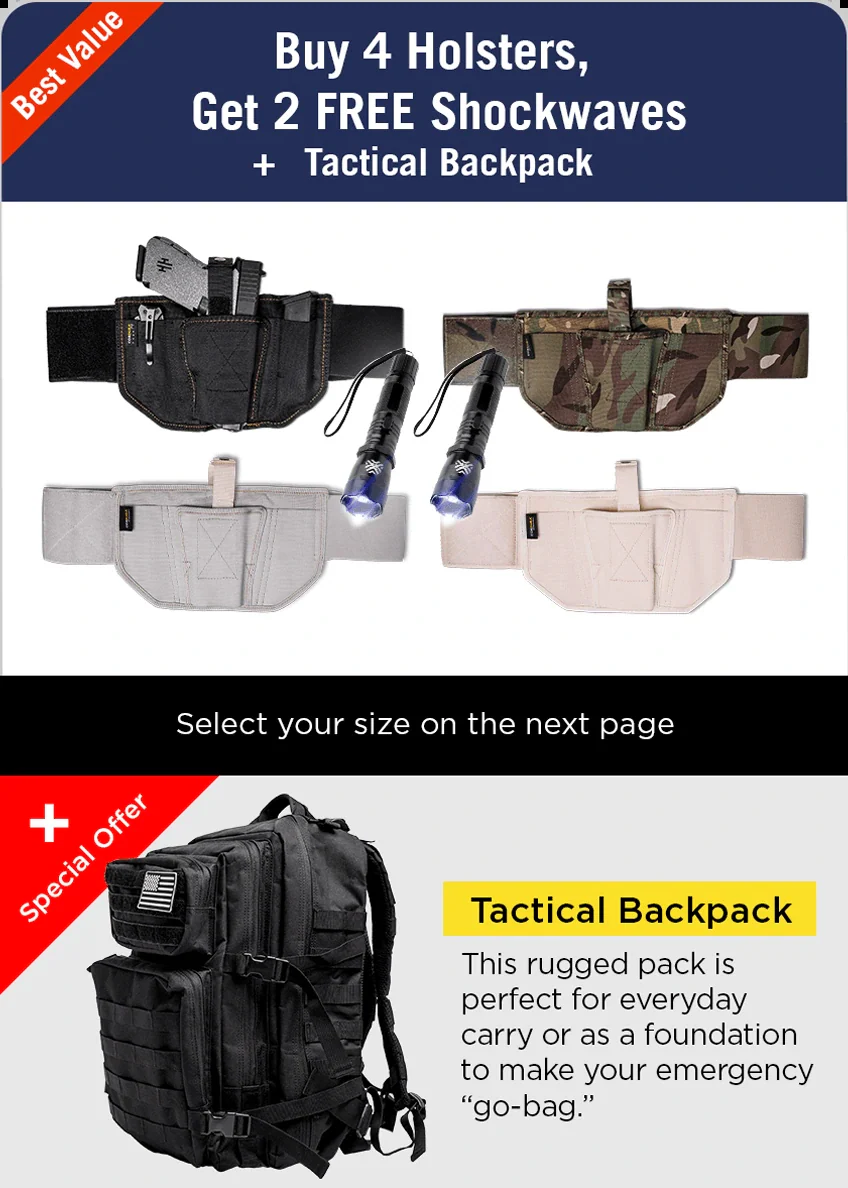 Best Value
Buy 4 Holsters,
Get 2 FREE Shockwaves
+ Tactical Backpack
Select your size on the next page
+
Special Offer
Tactical Backpack
This rugged pack is
perfect for everyday
carry or as a foundation
to make your emergency
“go-bag.”